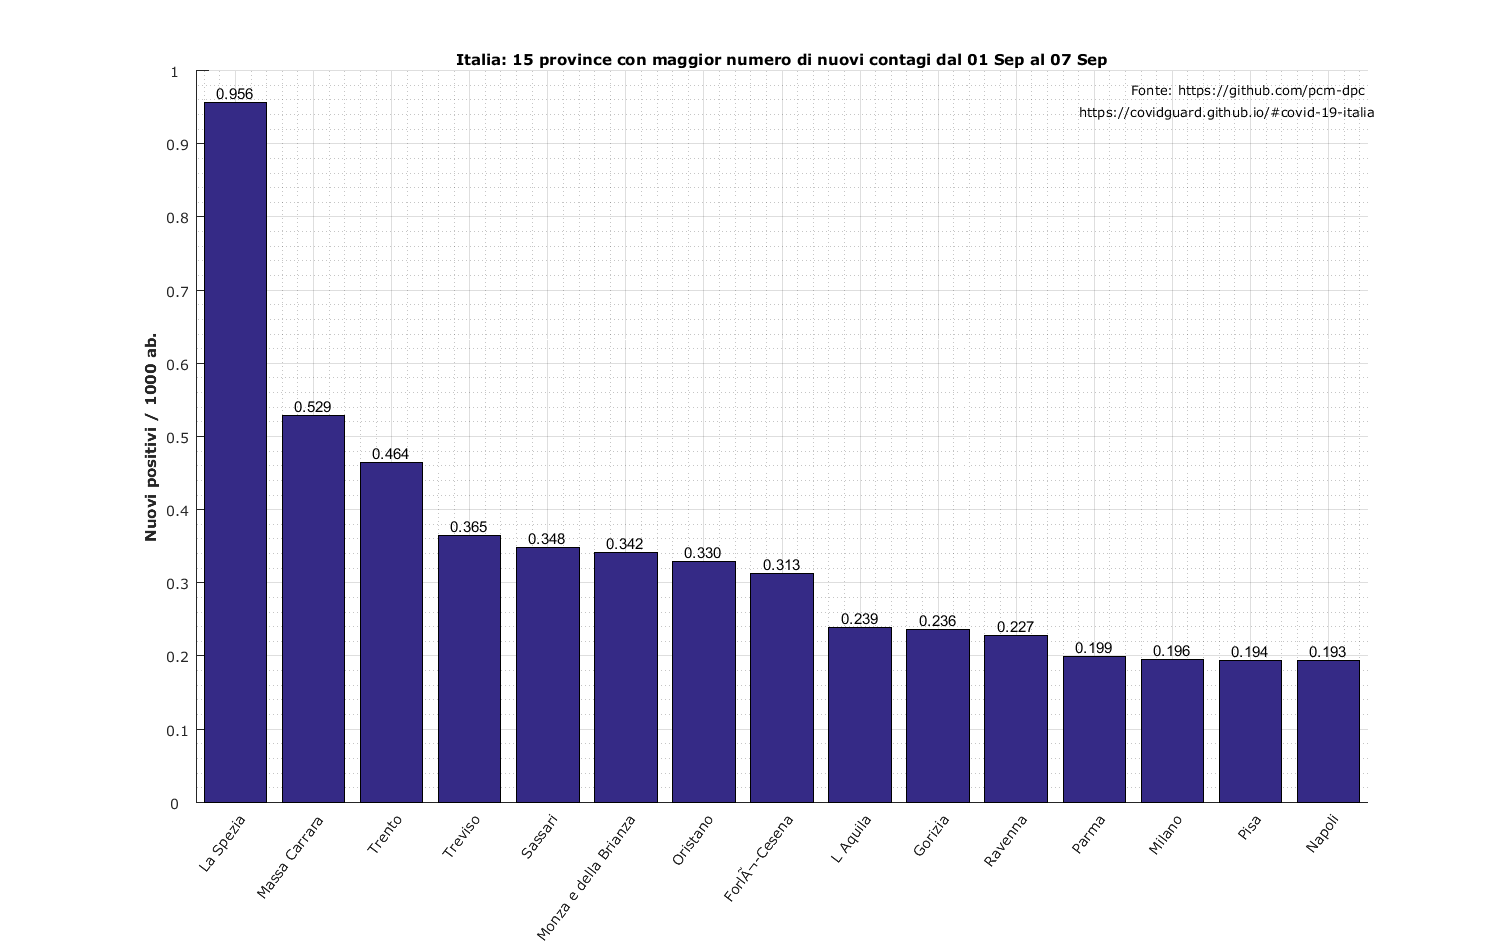 Italia: 15 province con maggior numero di nuovi contagi dal 01 Sep al 07 Sep
Fonte: https://github.com/pcm-dpc
https://covidguard.github.io/#covid-19-italia
Nuovi positivi / 1000 ab.
1
0.9
0.8
0.7
0.6
0.5
0.4
0.3
0.2
0.1
0
0.956
0.529
0.464
0.365
0.348
0.342
0.330
0.313
0.239
0.236
0.227
0.199
0.196
0.194
0.193
La Spezia
Massa Carrara
Trento
Treviso
Sassari
Monza e della Brianza
Oristano
ForlÃ¬-Cesena
L Aquila
Gorizia
Ravenna
Parma
Milano
Pisa
Napoli